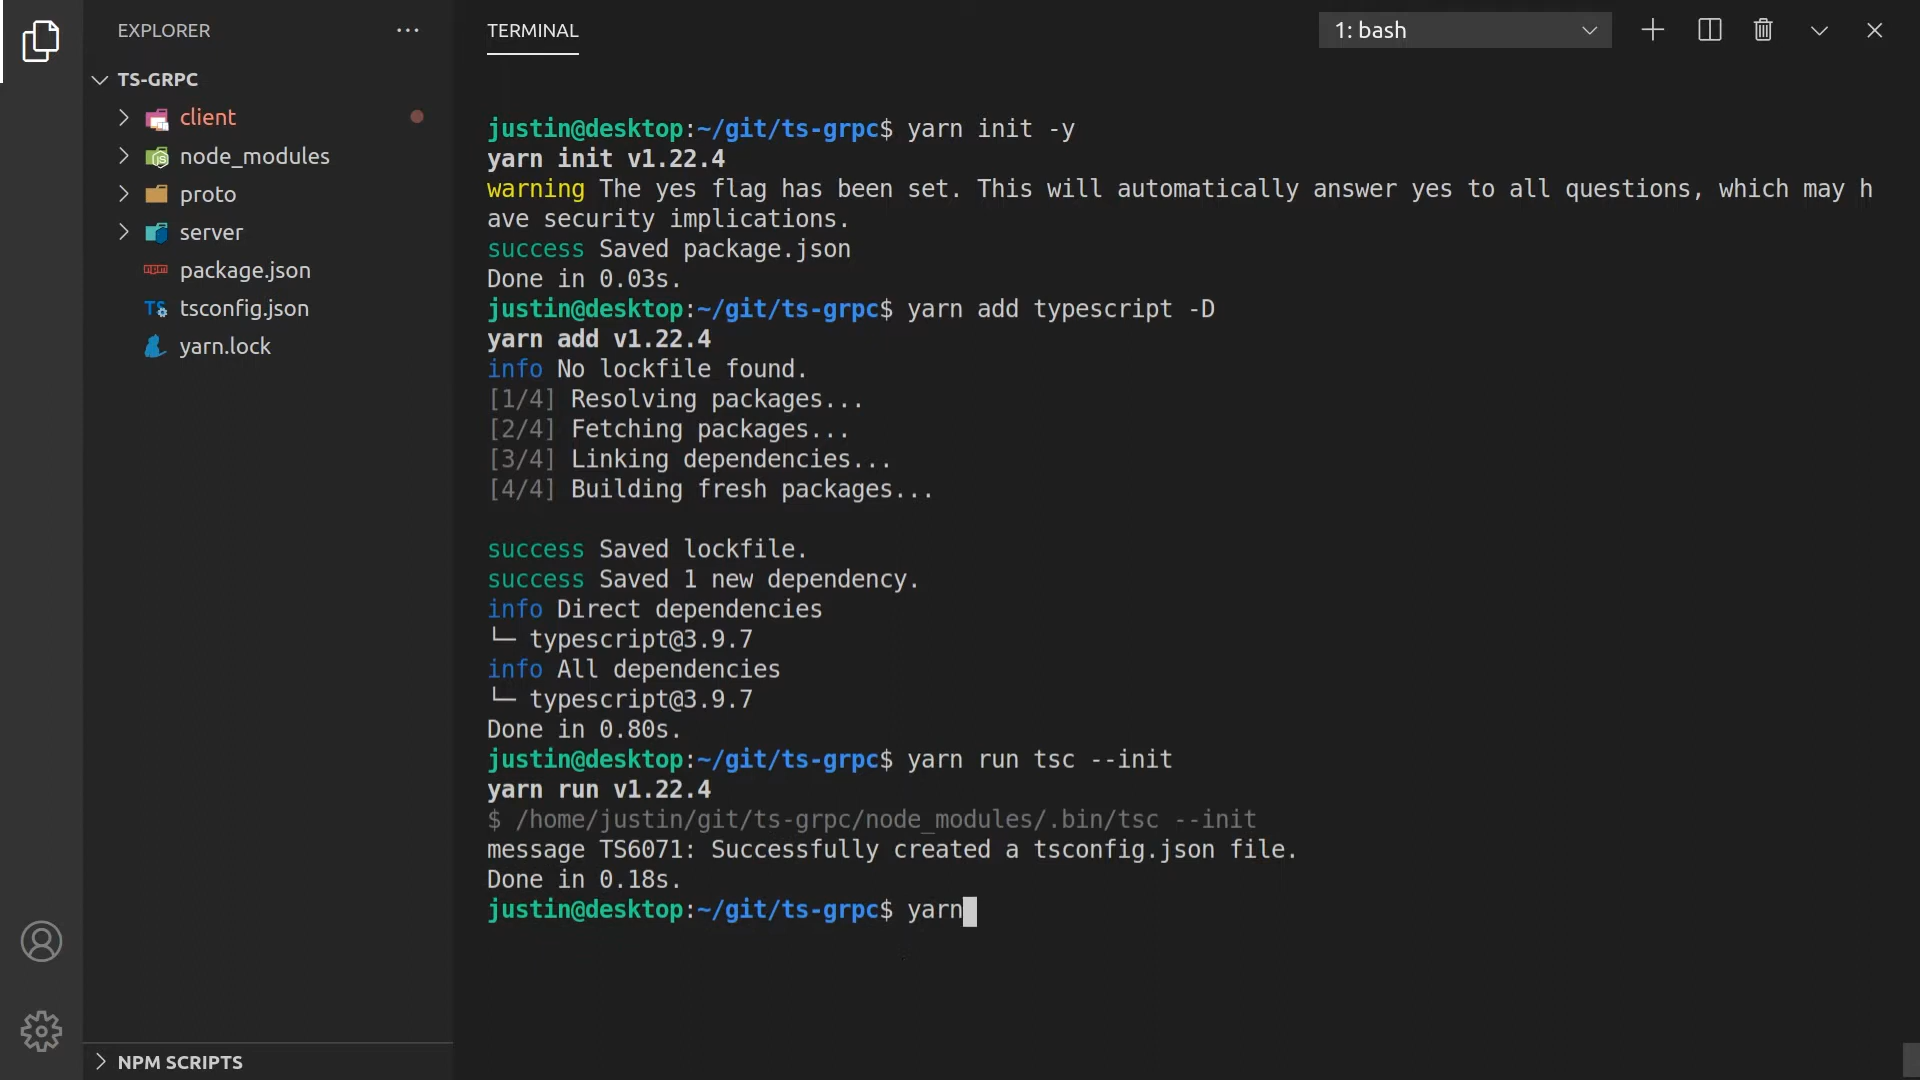 EXPLORER
TS-GRPC
client
node_modules
proto
server
package.json
tsconfig.json
yarn.lock
NPM SCRIPTS
TERMINAL
1: bash
justin@desktop:~/git/ts-grpc$ yarn init -y
yarn init v1.22.4
warning The yes flag has been set. This will automatically answer yes to all questions, which may h
ave security implications.
success Saved package.json
Done in 0.03s.
justin@desktop:~/git/ts-grpc$ yarn add typescript -D
yarn add v1.22.4
info No lockfile found.
[1/4] Resolving packages...
[2/4] Fetching packages...
[3/4] Linking dependencies...
[4/4] Building fresh packages...
success Saved lockfile.
success Saved 1 new dependency.
info Direct dependencies
└─ typescript@3.9.7
info All dependencies
└─ typescript@3.9.7
Done in 0.80s.
justin@desktop:~/git/ts-grpc$ yarn run tsc --init
yarn run v1.22.4
$ /home/justin/git/ts-grpc/node_modules/.bin/tsc --init
message TS6071: Successfully created a tsconfig.json file.
Done in 0.18s.
justin@desktop:~/git/ts-grpc$ yarn